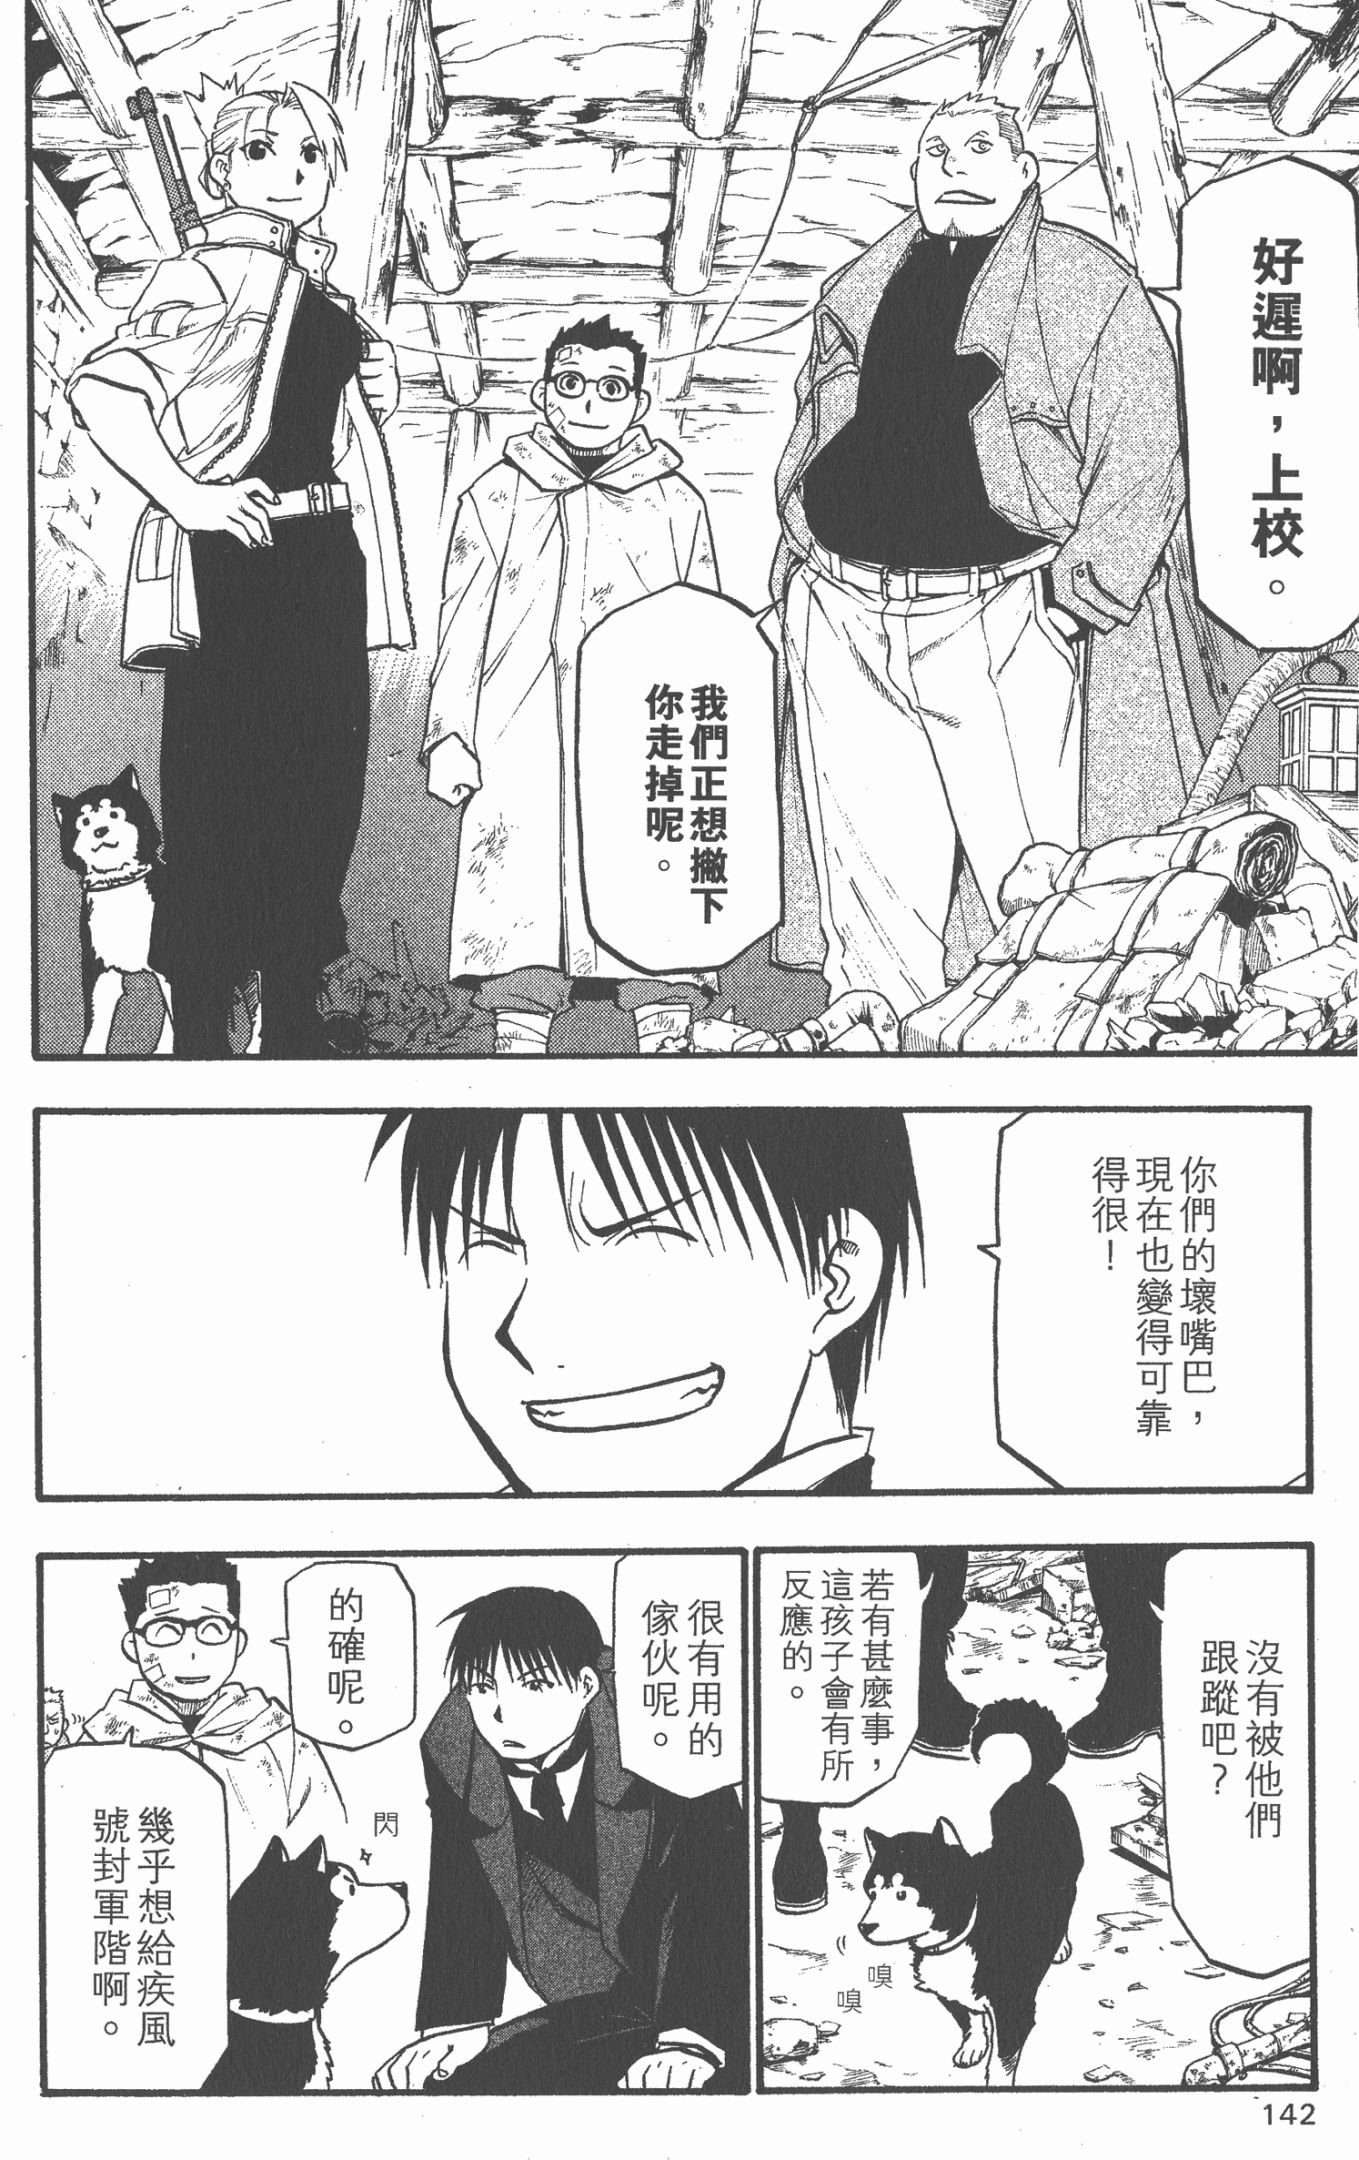 好遲啊，上校。
我們正想撇下
你走掉呢。
你們的壞嘴巴，
現在也變得可靠
得很！
沒有被他們
跟蹤吧？
若有甚麼事，
這孩子會有所
反應的。
嗅
嗅
很有用的
傢伙呢。
的確呢。
閃
幾乎想給疾風
號封軍階啊。
142